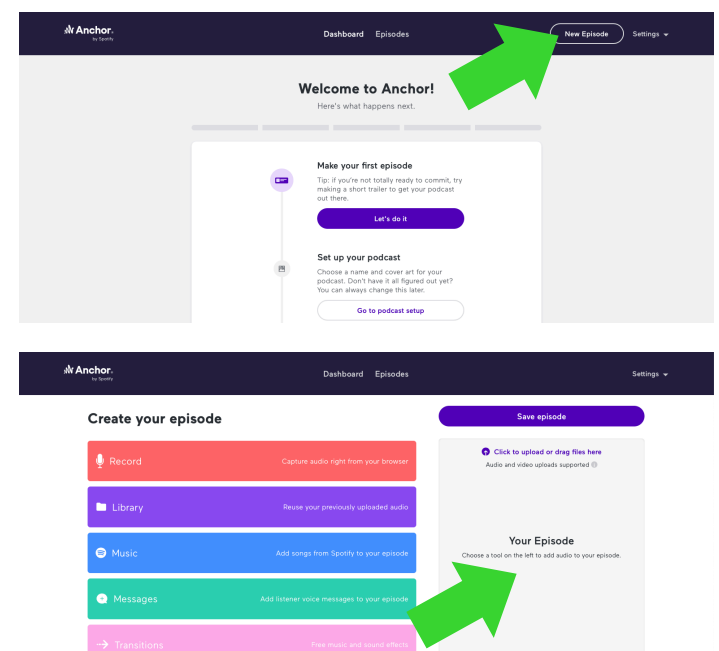 Anchor.
by Spotify
Dashboard Episodes
New Episode
Settings
Welcome to Anchor!
Here's what happens next.
Make your first episode
Tip: if you're not totally ready to commit, try
making a short trailer to get your podcast
out there.
Let's do it
Set up your podcast
Choose a name and cover art for your
podcast. Don't have it all figured out yet?
You can always change this later.
Go to podcast setup
Anchor.
by Spotify
Dashboard Episodes
Settings
Create your episode
Save episode
Record
Capture audio right from your browser
Library
Reuse your previously uploaded audio
Music
Add songs from Spotify to your episode
Messages
Add listener voice messages to your episode
Transitions
Free music and sound effects
Click to upload or drag files here
Audio and video uploads supported
Your Episode
Choose a tool on the left to add audio to your episode.